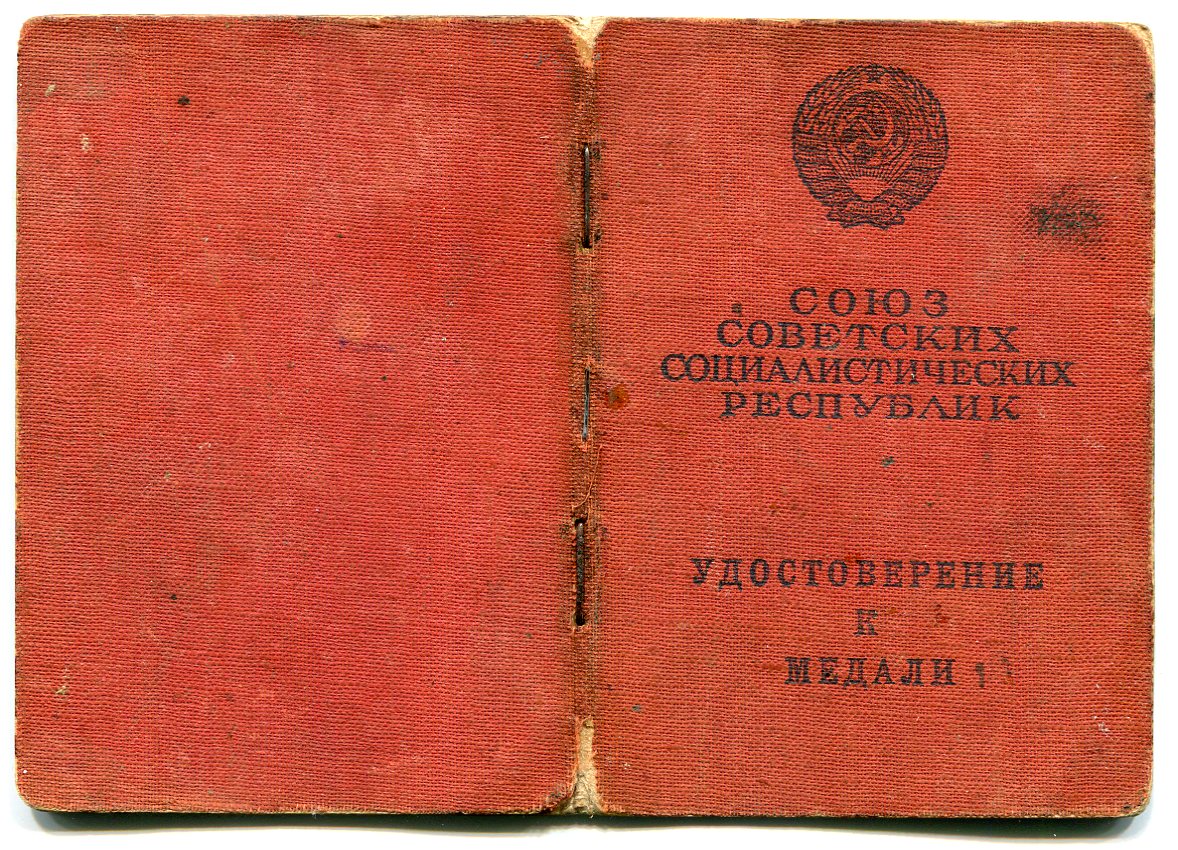 СОЮЗ
СОВЕТСКИХ
СОЦИАЛИСТИЧЕСКИХ
РЕСПУБЛИК
УДОСТОВЕРЕНИЕ
К
МЕДАЛИ